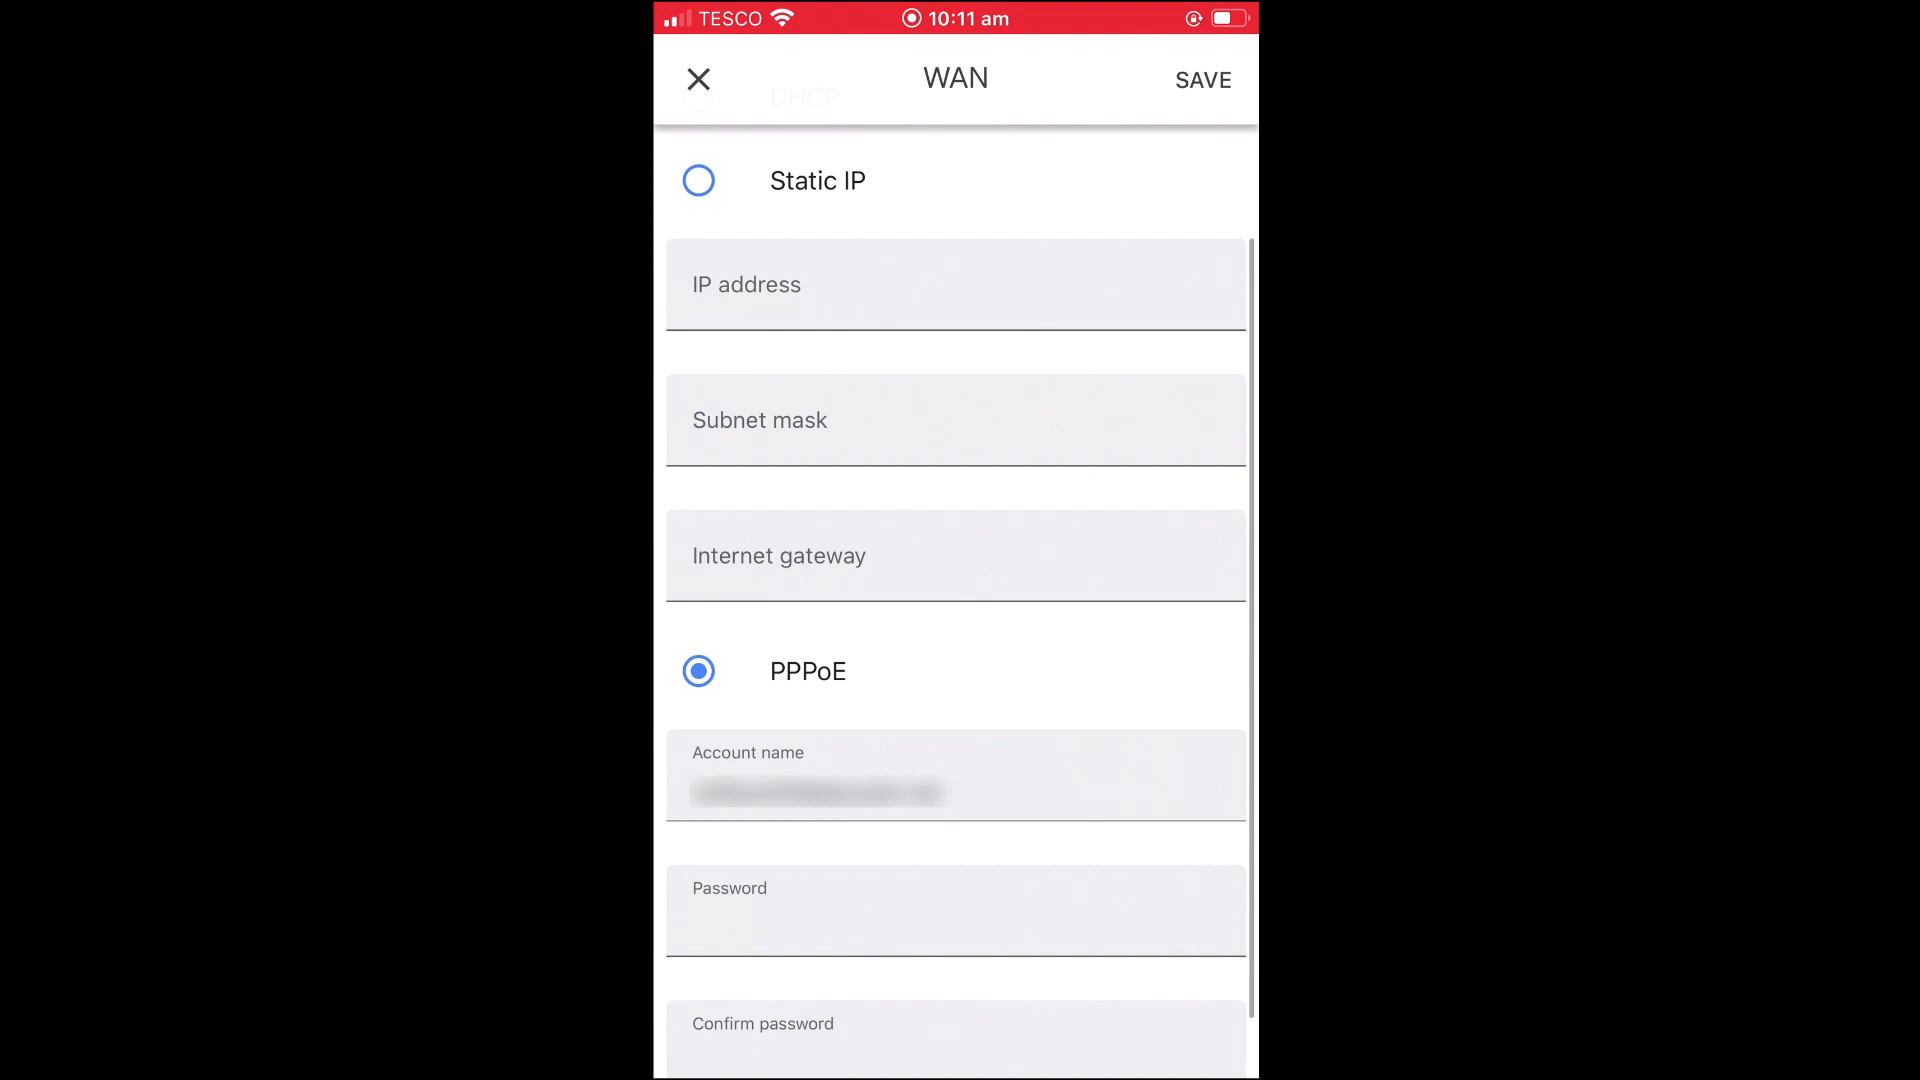 TESCO 10:11 am
WAN SAVE
DHCP
Static IP
IP address
Subnet mask
Internet gateway
PPPoE
Account name
Password
Confirm password